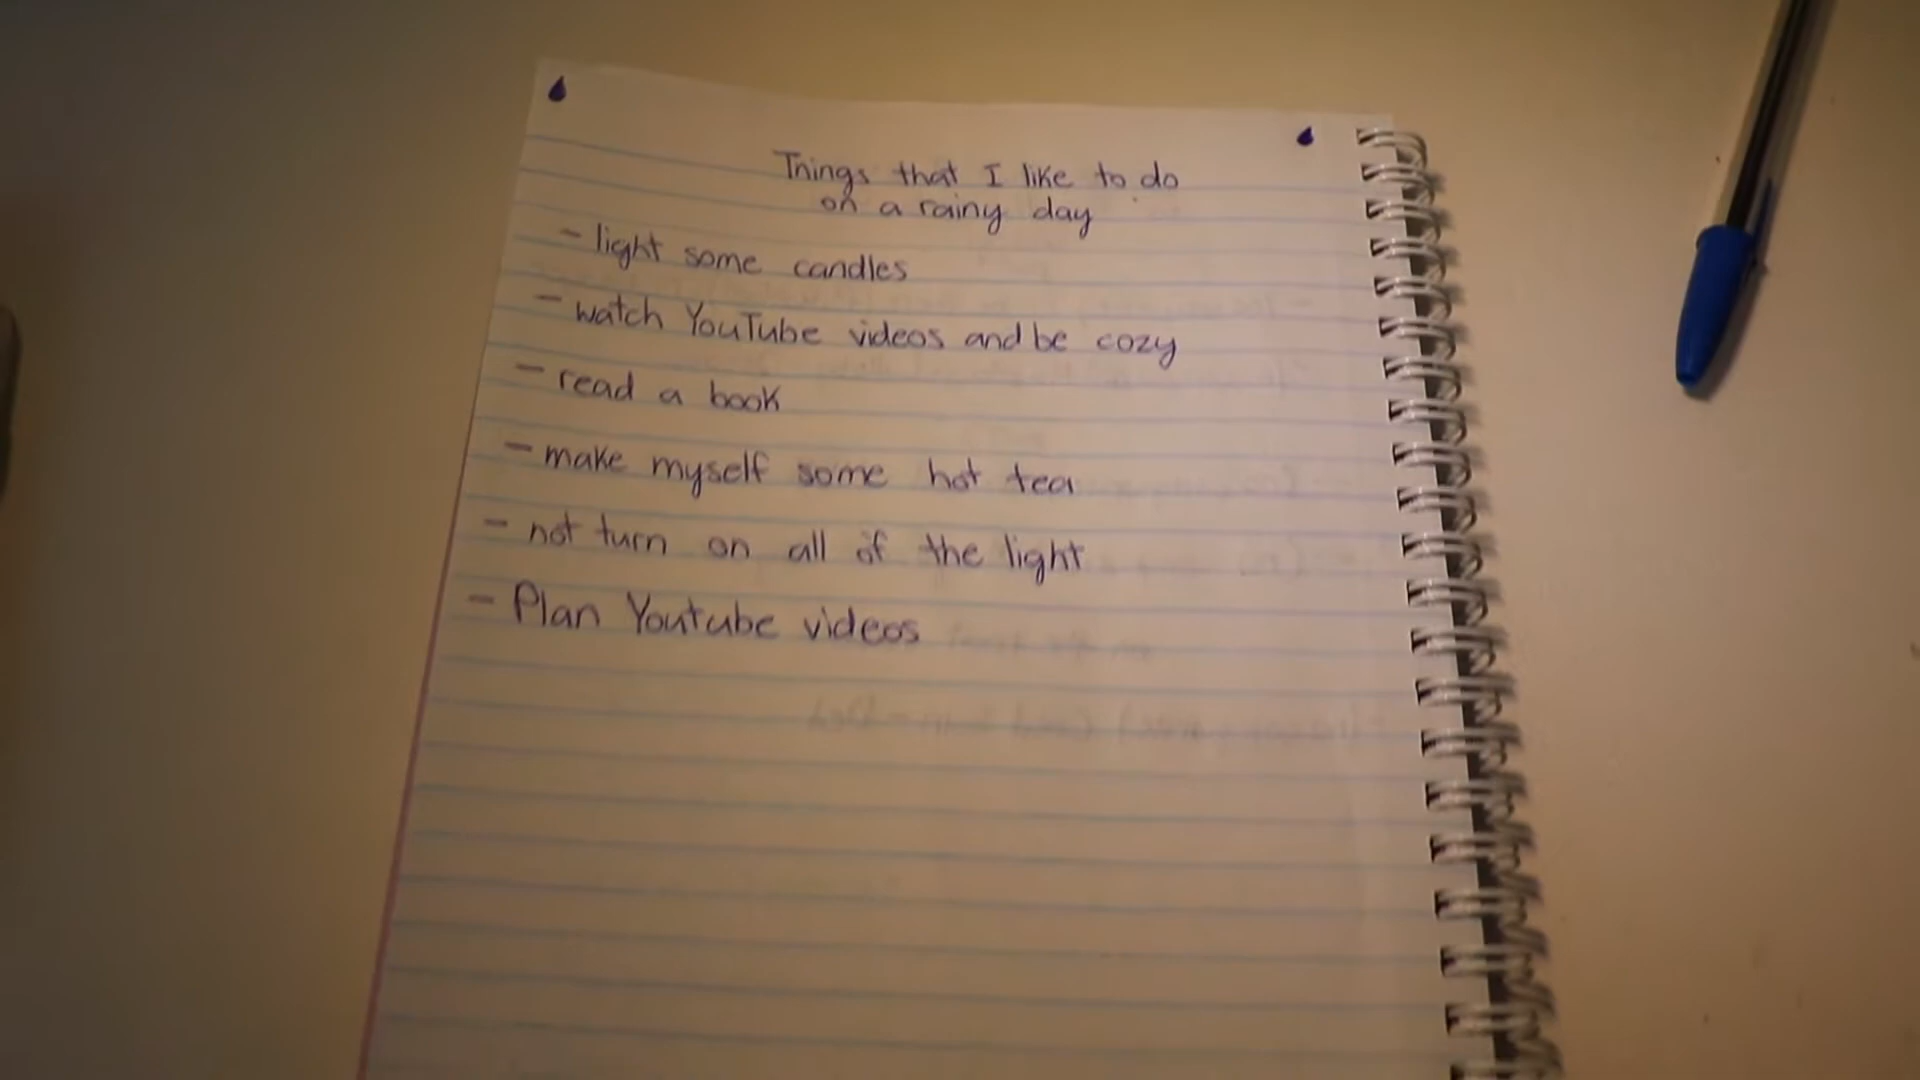 Things that I like to do
on a rainy day
- light some candles
- watch YouTube videos and be cozy
- read a book
- make myself some hot tea
- not turn on all of the light
- Plan Youtube videos